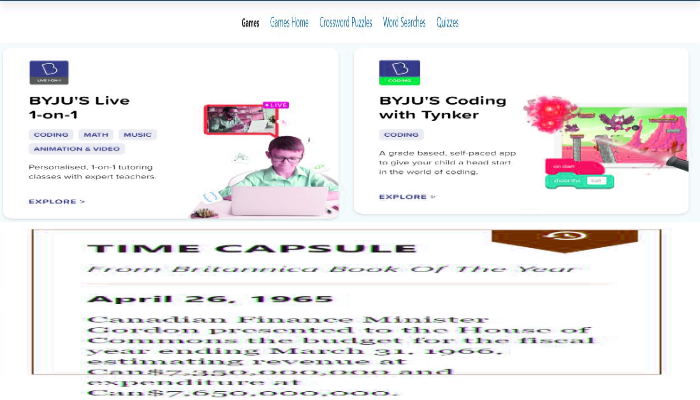 Games Games Home Crossword Puzzles Word Searches Quizzes
LIVE 1-ON-1
BYJU'S Live
1-on-1
CODING MATH MUSIC
ANIMATION & VIDEO
Personalised, 1-on-1 tutoring
classes with expert teachers.
EXPLORE >
LIVE
CODING
BYJU'S Coding
with Tynker
CODING
A grade based, self-paced app
to give your child a head start
in the world of coding.
EXPLORE >
on start
TIME CAPSULE
From Britannica Book Of The Year
April 26, 1965
Canadian Finance Minister
Gordon presented to the House of
Commons the budget for the fiscal
year ending March 31, 1966,
estimating revenue at
Can$7,350,000,000 and
expenditure at
Can$7,650,000,000.